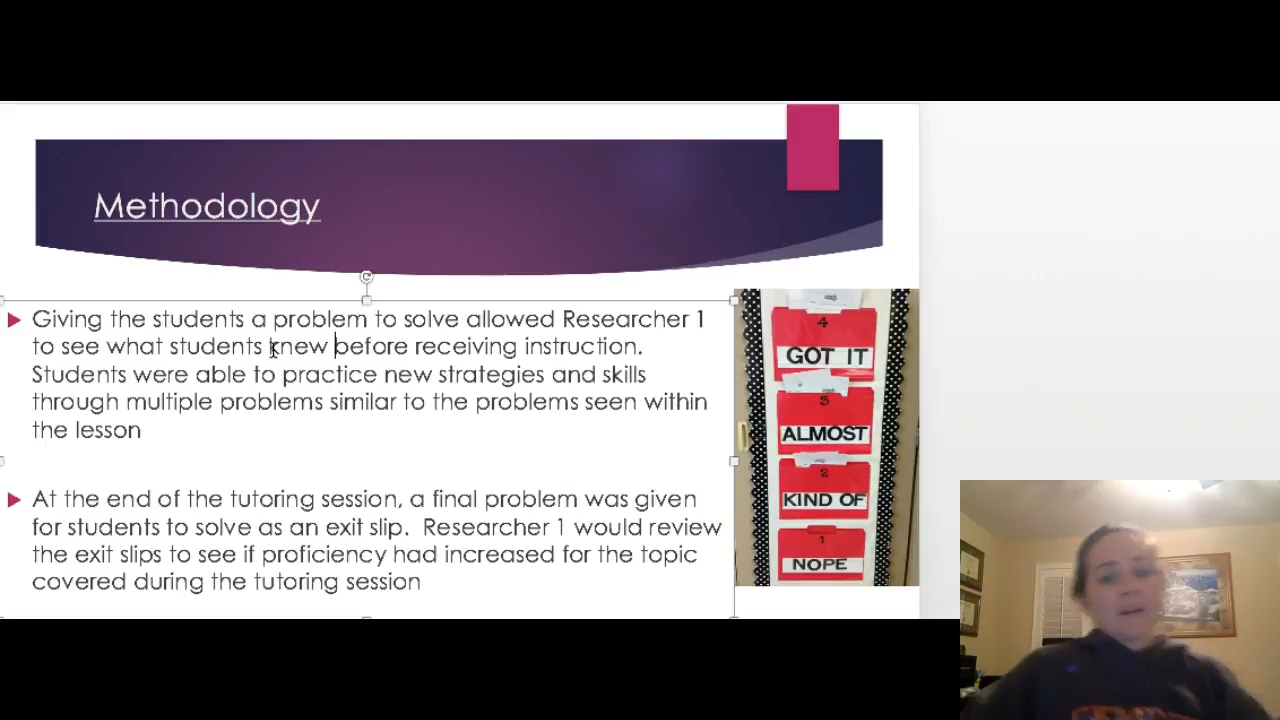 Methodology
Giving the students a problem to solve allowed Researcher 1
to see what students knew before receiving instruction.
Students were able to practice new strategies and skills
through multiple problems similar to the problems seen within
the lesson
At the end of the tutoring session, a final problem was given
for students to solve as an exit slip.  Researcher 1 would review
the exit slips to see if proficiency had increased for the topic
covered during the tutoring session
4
GOT IT
3
ALMOST
2
KIND OF
1
NOPE